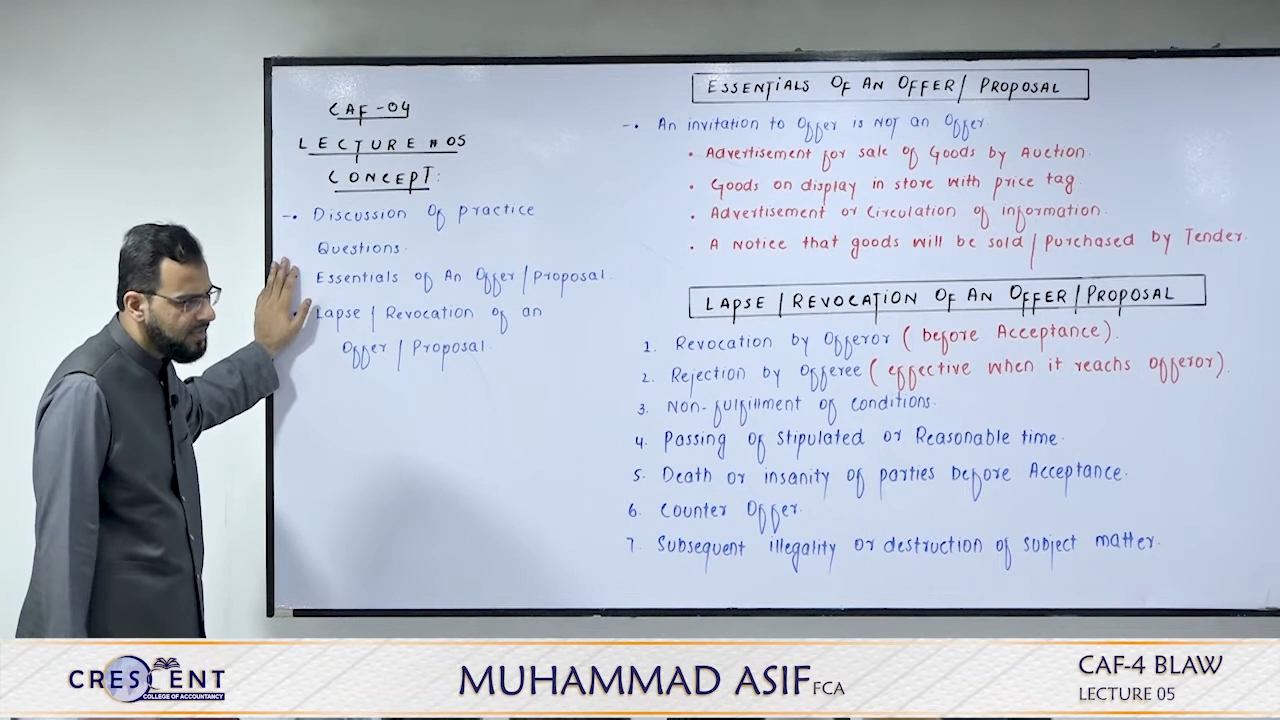 CAF-04
LECTURE # 05
CONCEPT:
-• Discussion Of practice
Questions.
• Essentials of An Offer/Proposal.
• Lapse / Revocation of an
Offer / Proposal.
ESSENTIALS OF AN OFFER / PROPOSAL
-• An invitation to Offer is NOT an Offer.
• Advertisement for sale of Goods by Auction.
• Goods on display in store with price tag.
• Advertisement or Circulation of information.
• A Notice that goods will be sold / Purchased by Tender.
LAPSE / REVOCATION OF AN OFFER / PROPOSAL
1. Revocation by Offeror ( before Acceptance ).
2. Rejection by Offeree ( effective when it reachs offeror ).
3. Non-fulfillment of conditions.
4. Passing of stipulated or Reasonable time.
5. Death or insanity of parties before Acceptance.
6. Counter Offer.
7. Subsequent illegality or destruction of subject matter.
CRESCENT
COLLEGE OF ACCOUNTANCY
MUHAMMAD ASIF FCA
CAF-4 BLAW
LECTURE 05